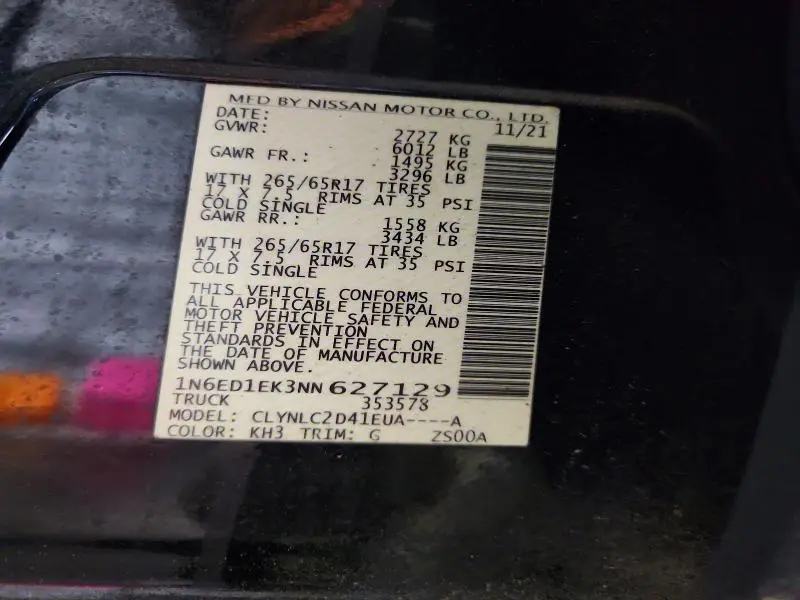 MFD BY NISSAN MOTOR CO., LTD.
DATE: 11/21
GVWR: 2727 KG
6012 LB
GAWR FR.: 1495 KG
3296 LB
WITH 265/65R17 TIRES
17 X 7.5 RIMS AT 35 PSI
COLD SINGLE
GAWR RR.: 1558 KG
3434 LB
WITH 265/65R17 TIRES
17 X 7.5 RIMS AT 35 PSI
COLD SINGLE
THIS VEHICLE CONFORMS TO
ALL APPLICABLE FEDERAL
MOTOR VEHICLE SAFETY AND
THEFT PREVENTION
STANDARDS IN EFFECT ON
THE DATE OF MANUFACTURE
SHOWN ABOVE.
1N6ED1EK3NN627129
TRUCK 353578
MODEL: CLYNLC2D41EUA----A
COLOR: KH3 TRIM: G ZS00A